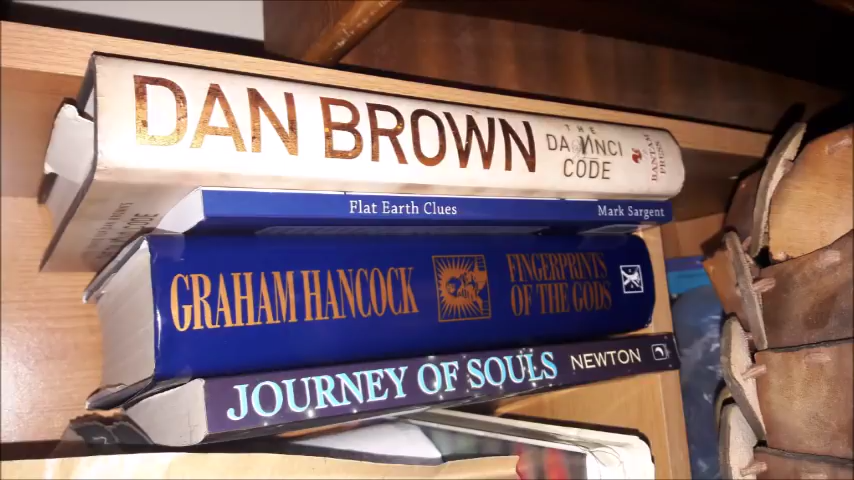 DAN BROWN
THE
DA VINCI
CODE
BANTAM
PRESS
Flat Earth Clues Mark Sargent
GRAHAM HANCOCK
FINGERPRINTS
OF THE GODS
JOURNEY OF SOULS NEWTON